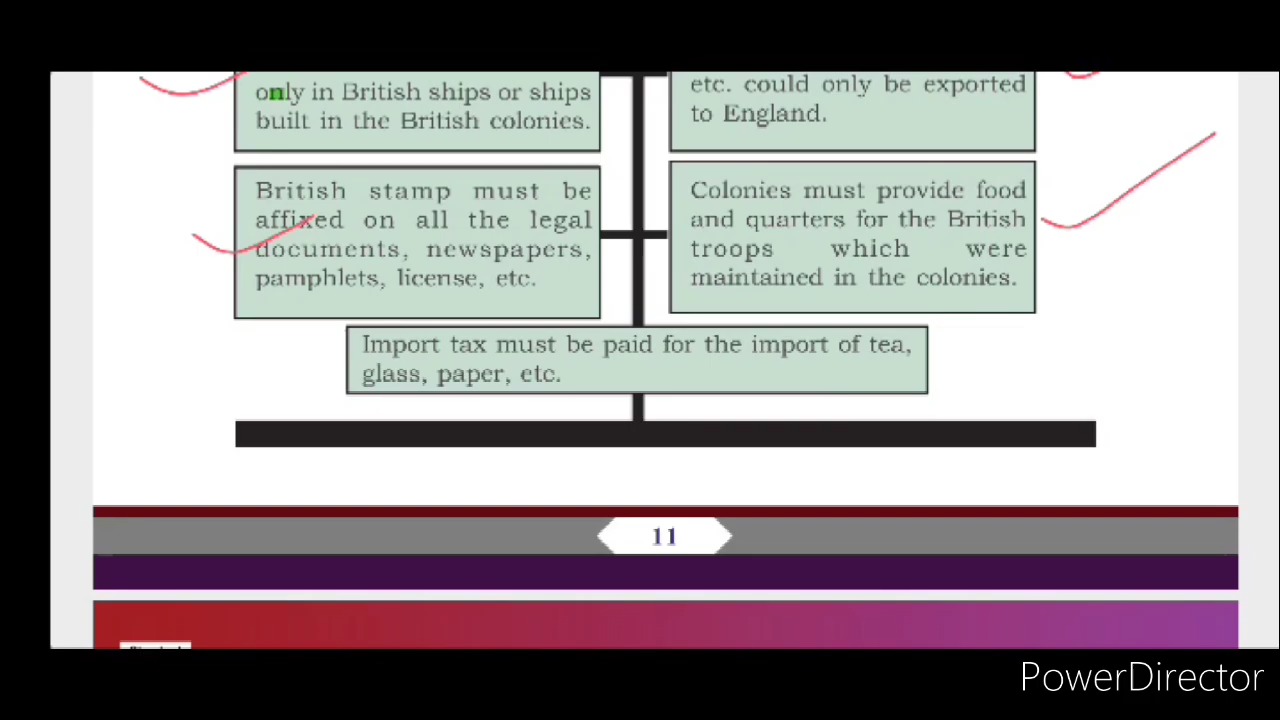 only in British ships or ships
built in the British colonies.
etc. could only be exported
to England.
British stamp must be
affixed on all the legal
documents, newspapers,
pamphlets, license, etc.
Colonies must provide food
and quarters for the British
troops which were
maintained in the colonies.
Import tax must be paid for the import of tea,
glass, paper, etc.
11
PowerDirector